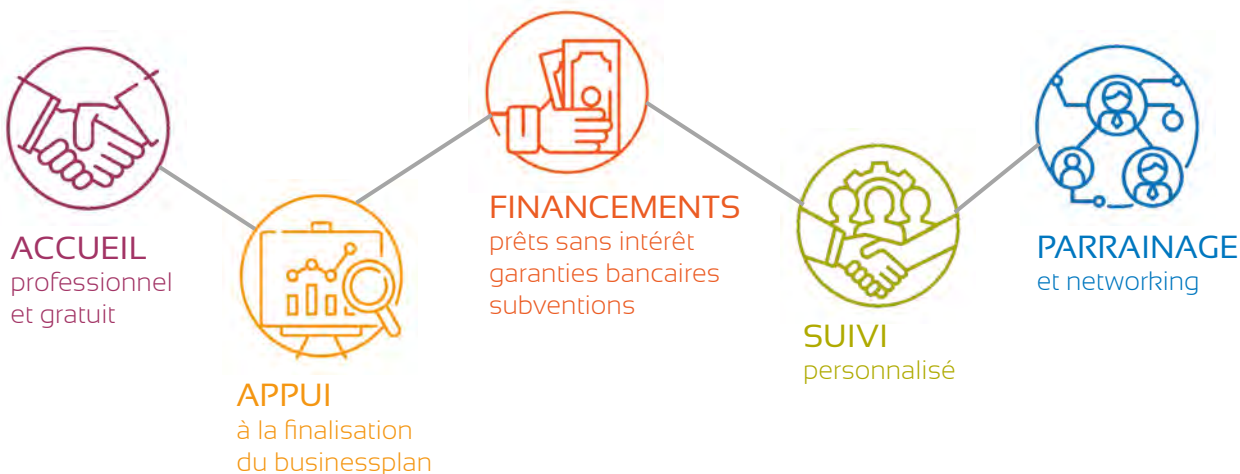 ACCUEIL
professionnel
et gratuit
APPUI
à la finalisation
du businessplan
FINANCEMENTS
prêts sans intérêt
garanties bancaires
subventions
SUIVI
personnalisé
PARRAINAGE
et networking